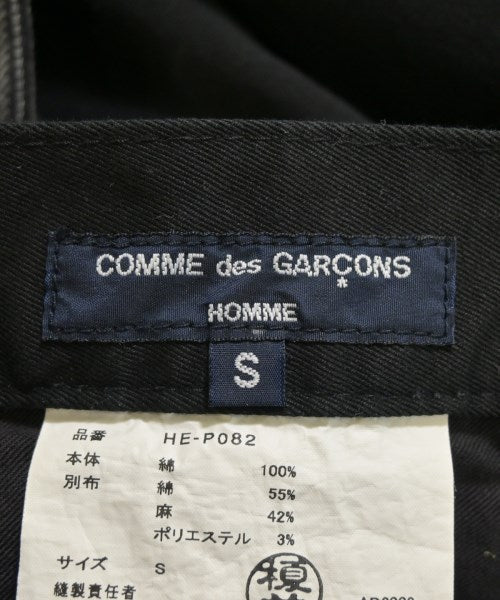 COMME des GARÇONS
HOMME
S
品番 HE-P082
本体 綿 100%
別布 綿 55%
麻 42%
ポリエステル 3%
サイズ S
縫製責任者